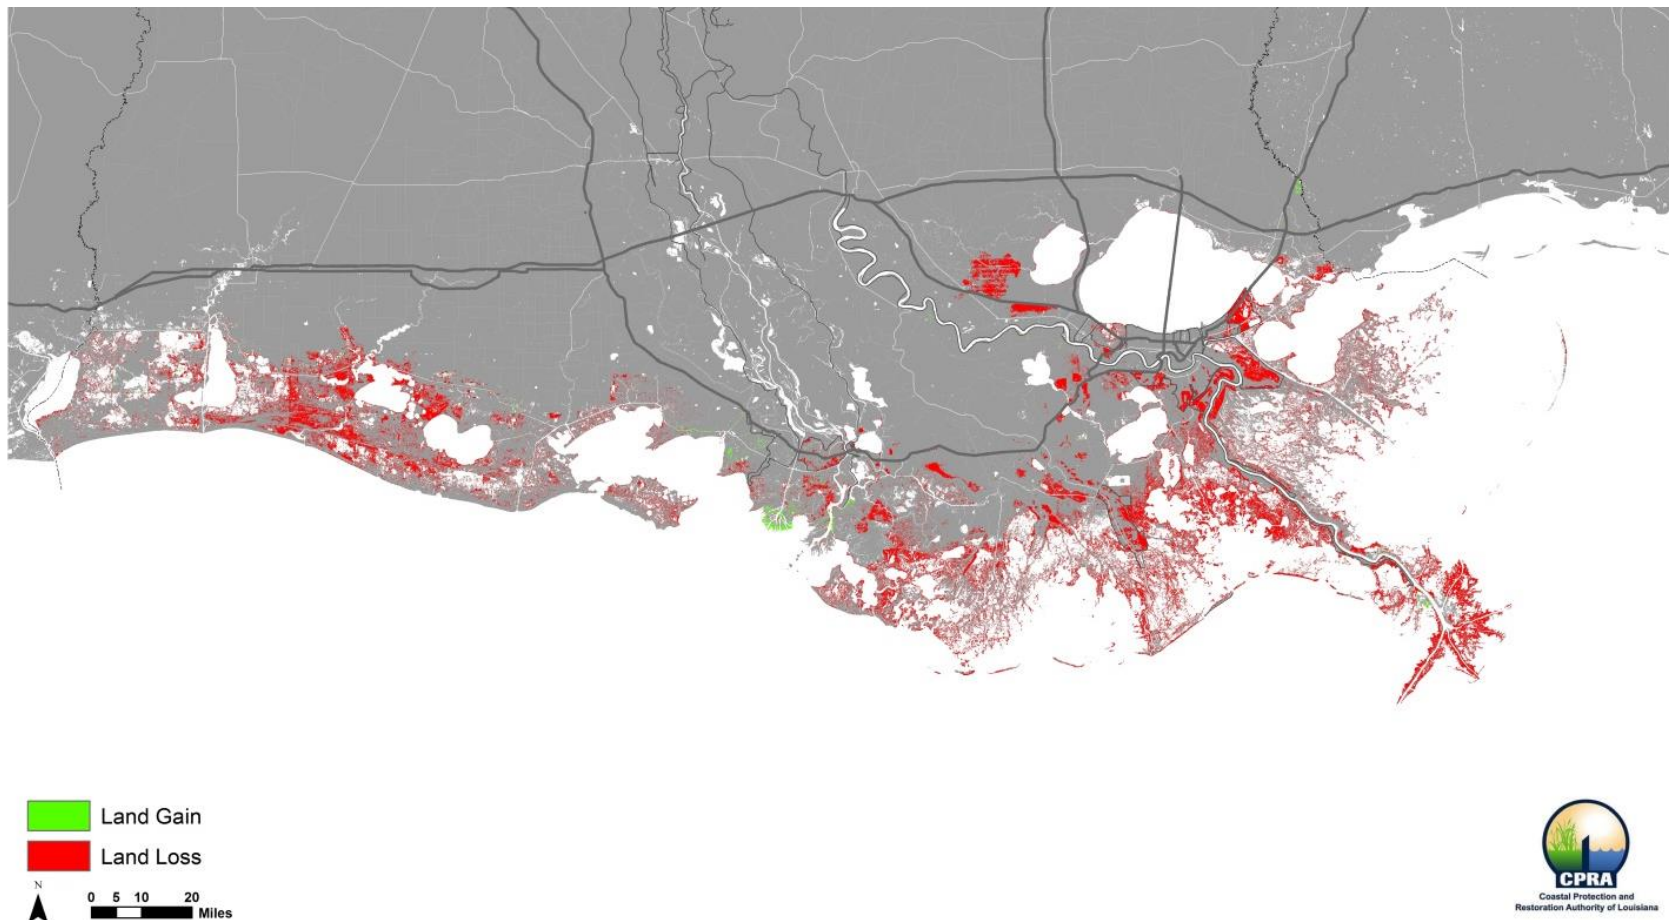 Land Gain
Land Loss
N
0 5 10 20
Miles
CPRA
Coastal Protection and
Restoration Authority of Louisiana